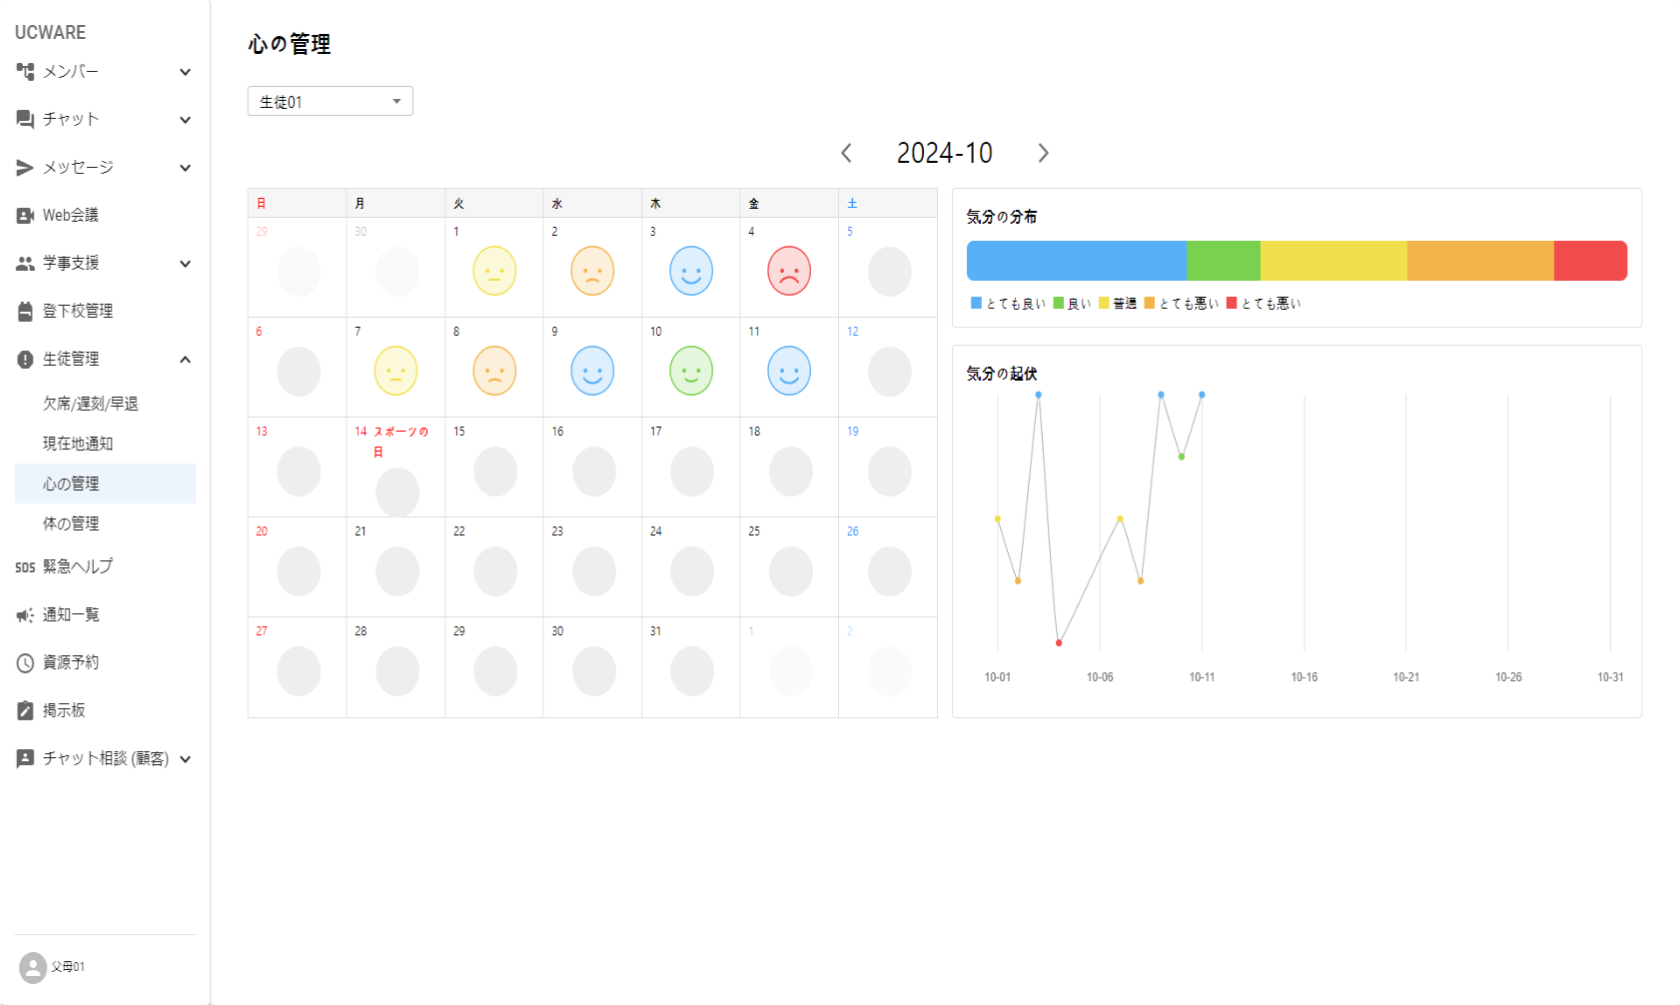 UCWARE
メンバー
チャット
メッセージ
Web会議
学事支援
登下校管理
生徒管理
欠席/遅刻/早退
現在地通知
心の管理
体の管理
SOS 緊急ヘルプ
通知一覧
資源予約
掲示板
チャット相談 (顧客)
父母01
心の管理
生徒01
2024-10
日 月 火 水 木 金 土
29 30 1 2 3 4 5
6 7 8 9 10 11 12
13 14 スポーツの日 15 16 17 18 19
20 21 22 23 24 25 26
27 28 29 30 31 1 2
気分の分布
とても良い 良い 普通 とても悪い とても悪い
気分の起伏
10-01 10-06 10-11 10-16 10-21 10-26 10-31